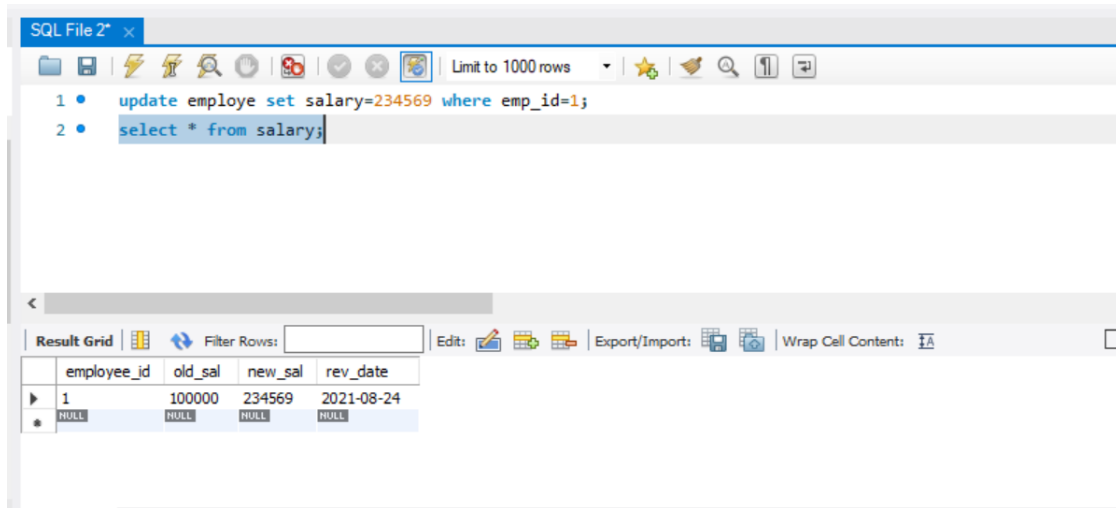 SQL File 2*
Limit to 1000 rows
1 update employe set salary=234569 where emp_id=1;
2 select * from salary;
Result Grid Filter Rows: Edit: Export/Import: Wrap Cell Content:
employee_id old_sal new_sal rev_date
1 100000 234569 2021-08-24
NULL NULL NULL NULL